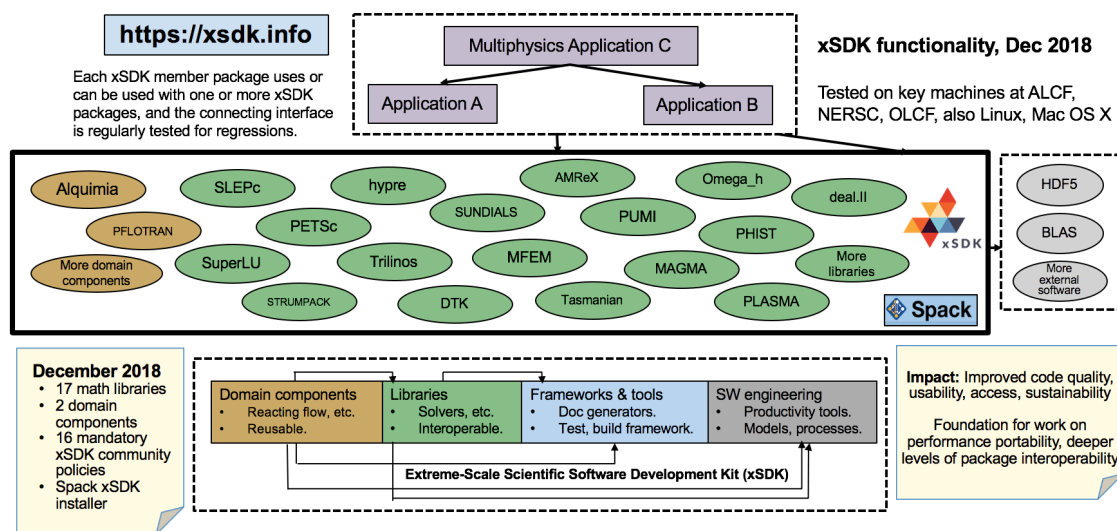 https://xsdk.info
Each xSDK member package uses or
can be used with one or more xSDK
packages, and the connecting interface
is regularly tested for regressions.
Multiphysics Application C
Application A
Application B
xSDK functionality, Dec 2018
Tested on key machines at ALCF,
NERSC, OLCF, also Linux, Mac OS X
Alquimia
SLEPc
hypre
AMReX
Omega_h
deal.II
PFLOTRAN
PETSc
SUNDIALS
PUMI
PHIST
xSDK
More domain
components
SuperLU
Trilinos
MFEM
MAGMA
More
libraries
STRUMPACK
DTK
Tasmanian
PLASMA
Spack
HDF5
BLAS
More
external
software
December 2018
• 17 math libraries
• 2 domain
components
• 16 mandatory
xSDK community
policies
• Spack xSDK
installer
Domain components
• Reacting flow, etc.
• Reusable.
Libraries
• Solvers, etc.
• Interoperable.
Frameworks & tools
• Doc generators.
• Test, build framework.
SW engineering
• Productivity tools.
• Models, processes.
Extreme-Scale Scientific Software Development Kit (xSDK)
Impact: Improved code quality,
usability, access, sustainability
Foundation for work on
performance portability, deeper
levels of package interoperability